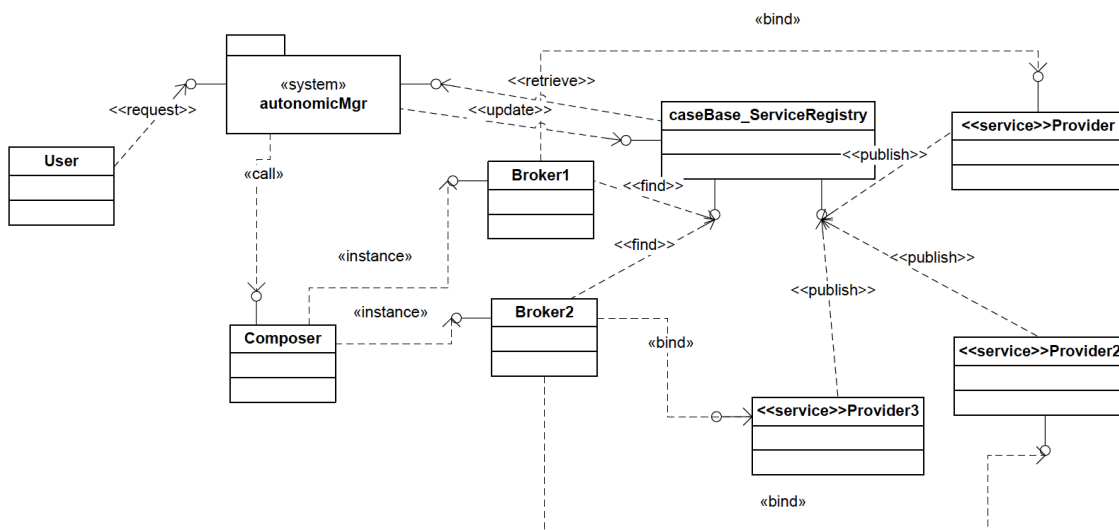 «bind»
«system»
autonomicMgr
<<retrieve>>
<<request>>
<<update>>
caseBase_ServiceRegistry
<<service>>Provider
User
<<publish>>
«call»
Broker1
<<find>>
<<find>>
«instance»
<<publish>>
<<publish>>
«instance»
Broker2
Composer
«bind»
<<service>>Provider2
<<service>>Provider3
«bind»